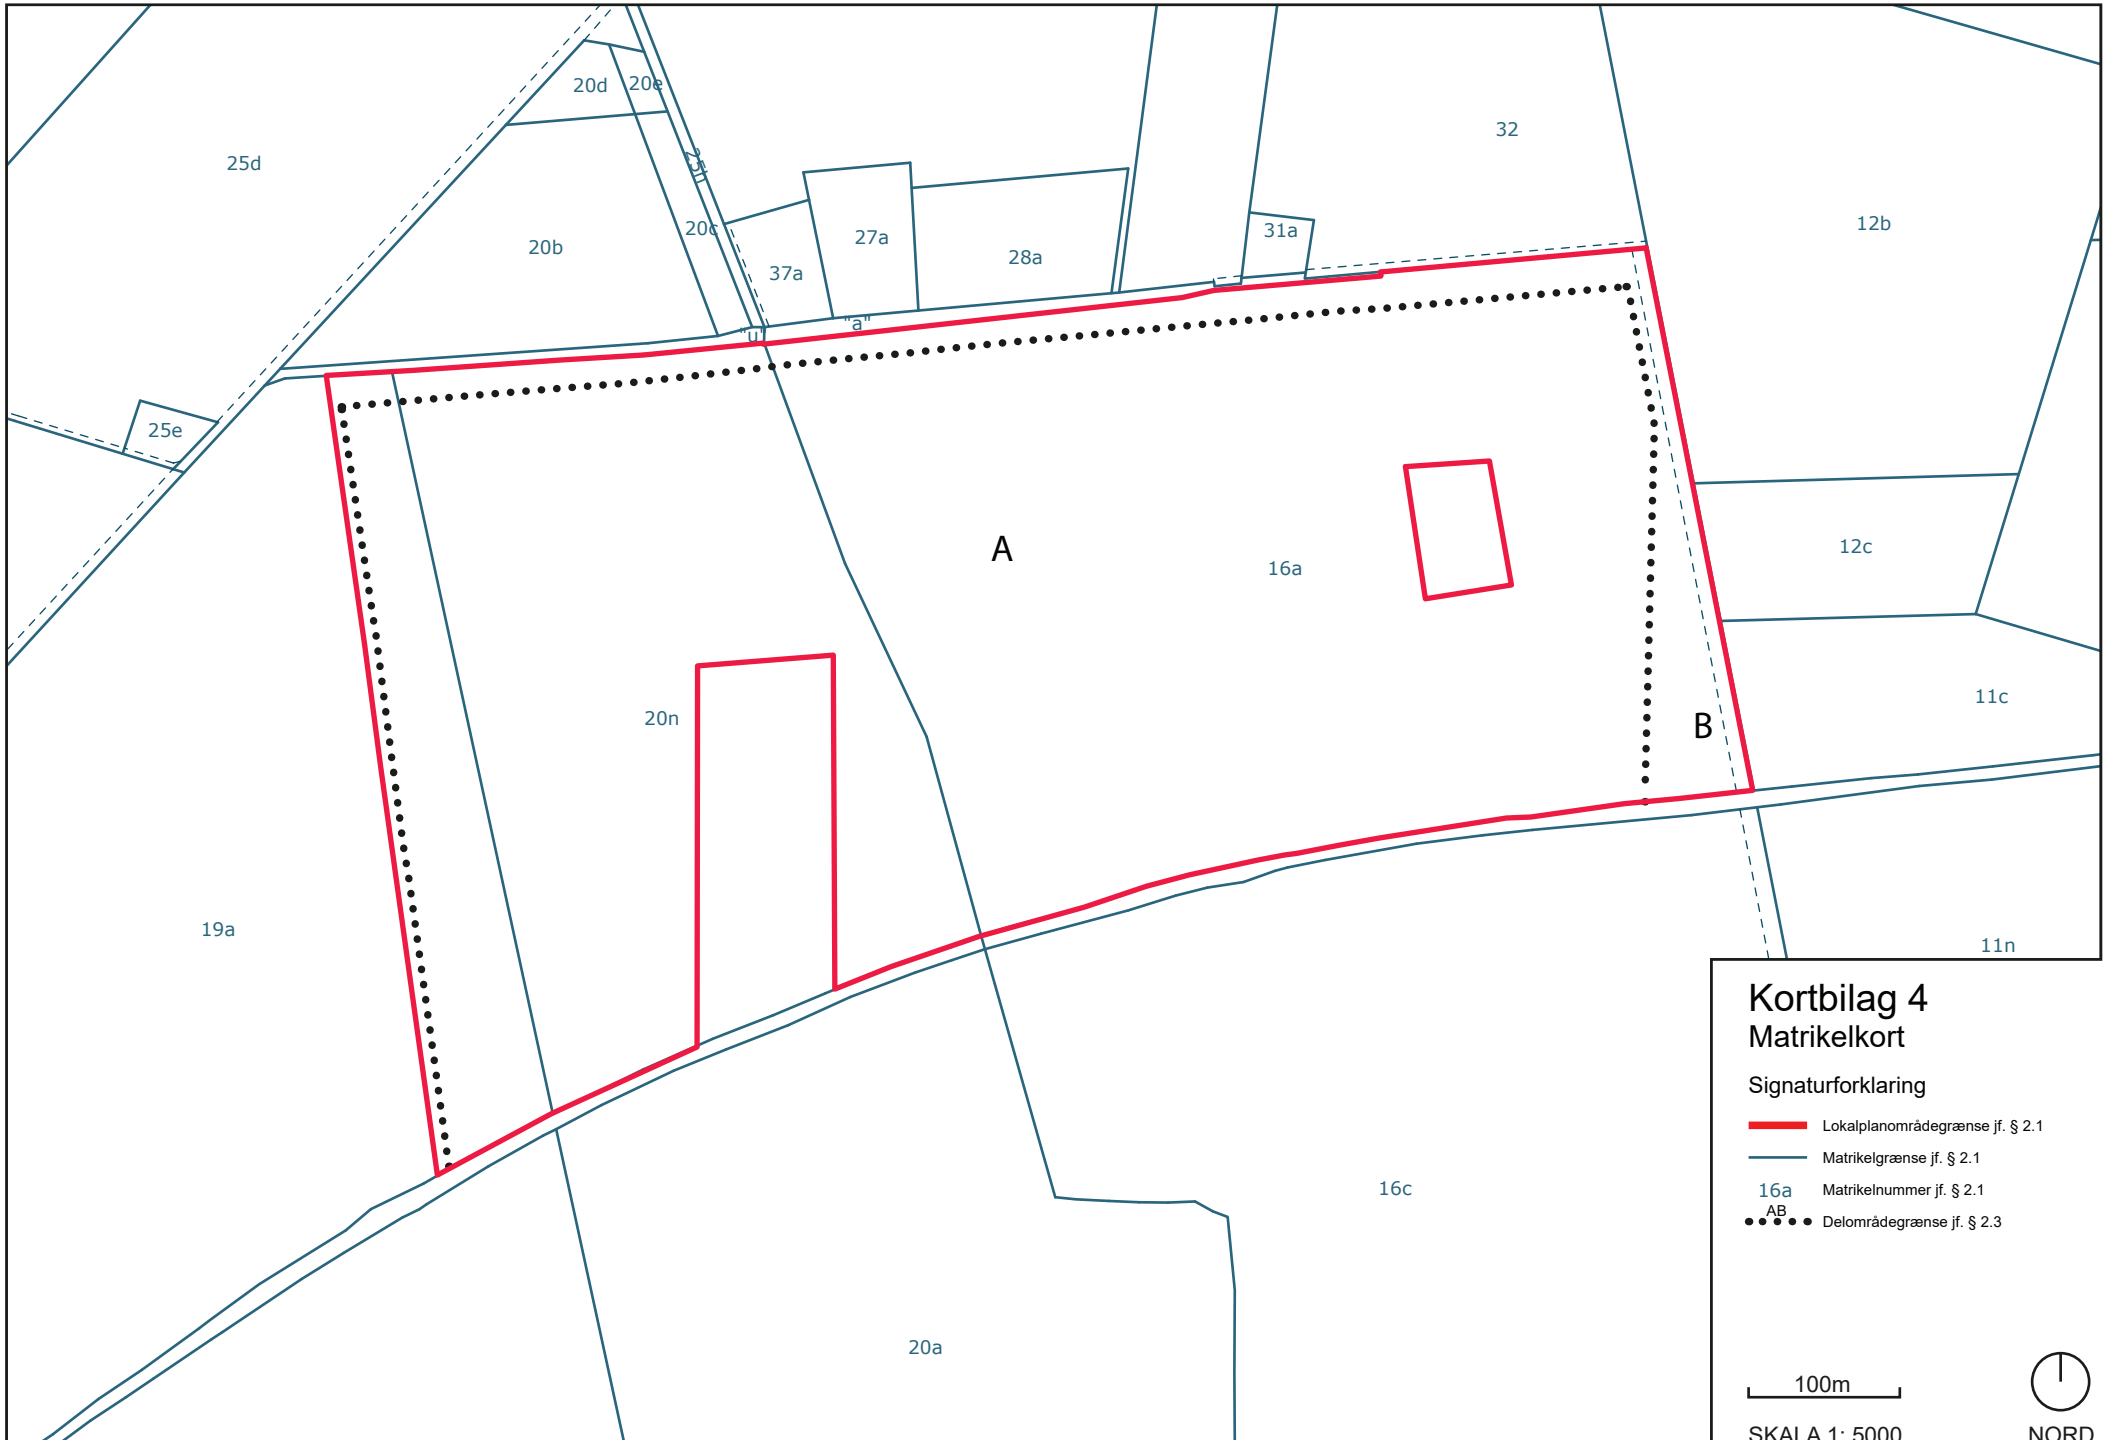 20d
20e
32
25d
25h
12b
20c
20b
27a
31a
28a
37a
"u"
"a"
25e
A
16a
12c
20n
11c
B
19a
11n
16c
20a
Kortbilag 4
Matrikelkort
Signaturforklaring
Lokalplanområdegrænse jf. § 2.1
Matrikelgrænse jf. § 2.1
16a Matrikelnummer jf. § 2.1
AB
Delområdegrænse jf. § 2.3
100m
SKALA 1: 5000
NORD